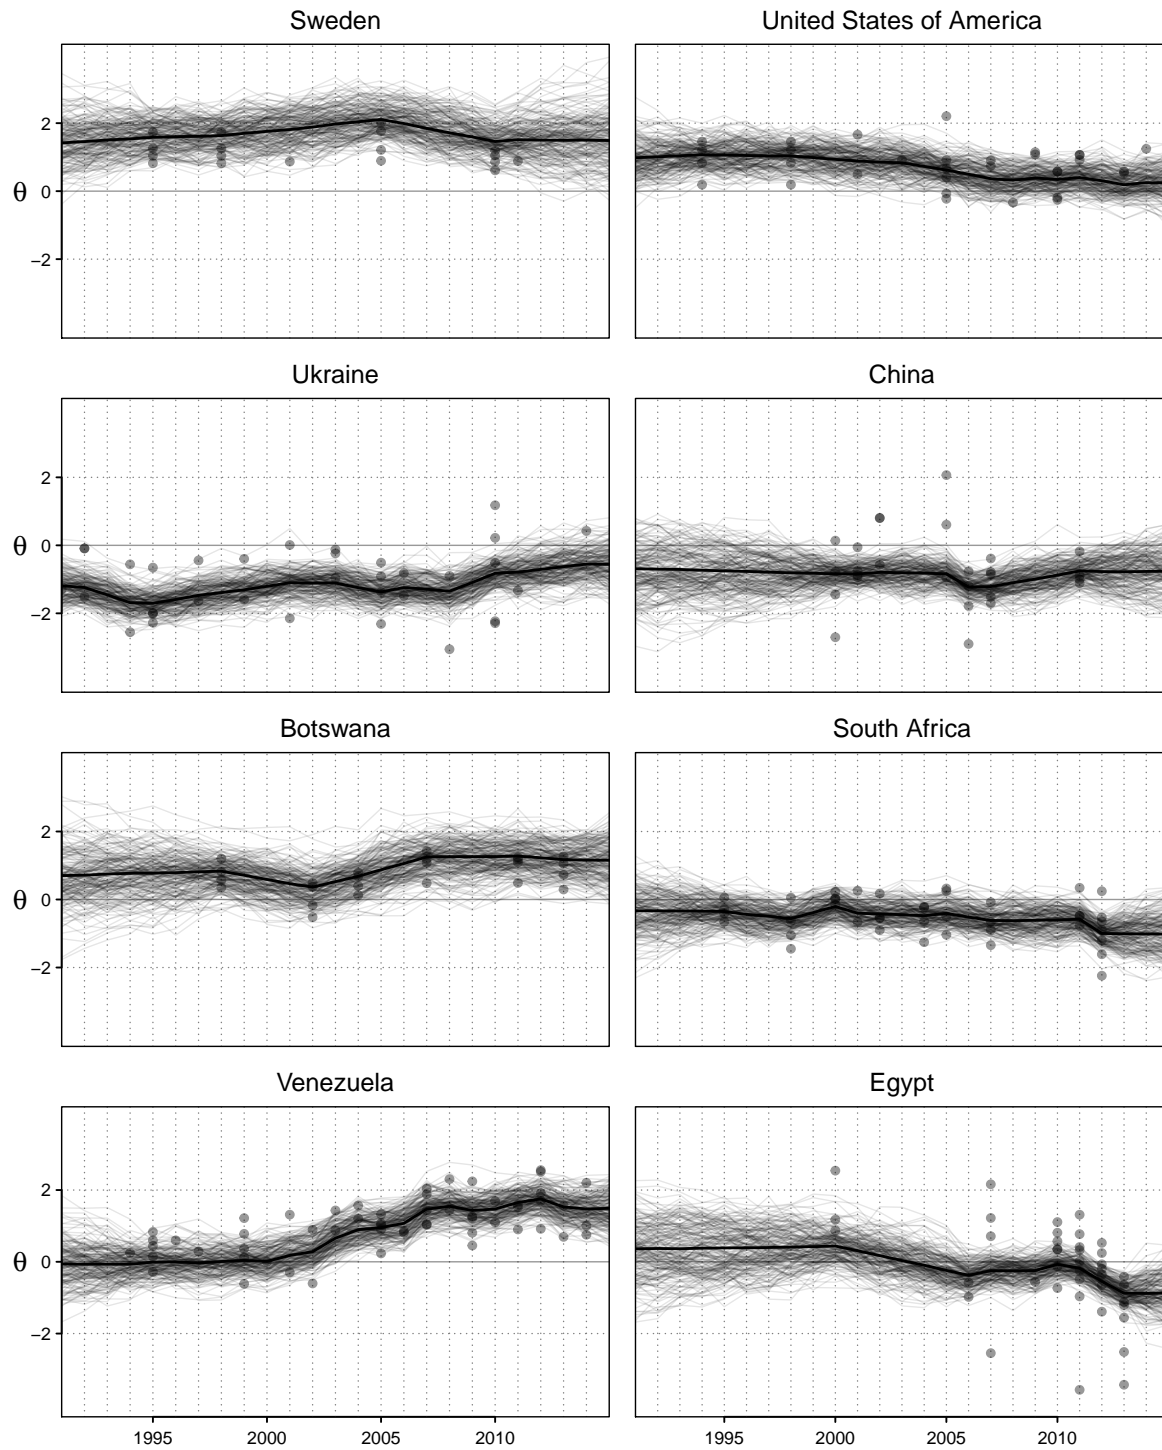 Sweden
United States of America
2
θ 0
−2
Ukraine
China
2
θ 0
−2
Botswana
South Africa
2
θ 0
−2
Venezuela
Egypt
2
θ 0
−2
1995 2000 2005 2010 1995 2000 2005 2010